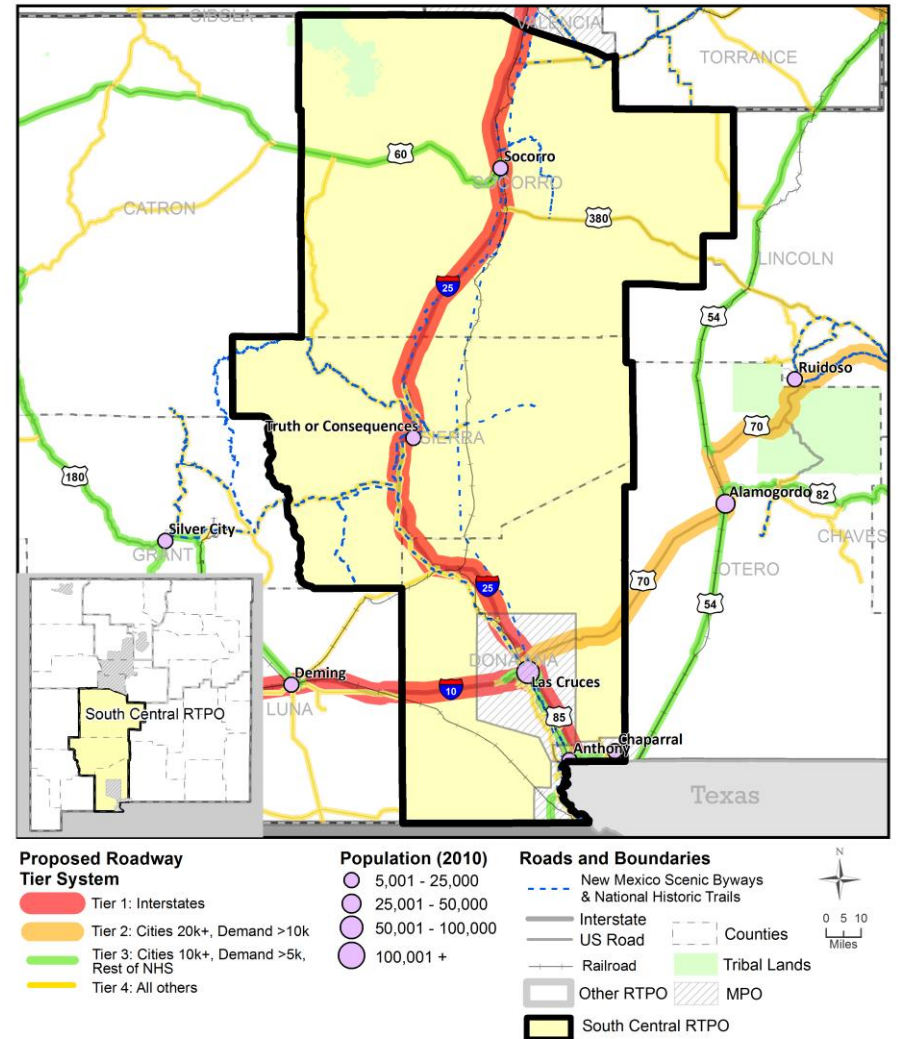 CIBOLA
VALENCIA
TORRANCE
60
Socorro
SOCORRO
CATRON
380
LINCOLN
25
54
Ruidoso
70
Truth or Consequences
SIERRA
180
Alamogordo
82
Silver City
GRANT
CHAVES
OTERO
25
70
54
DONA ANA
Deming
10
Las Cruces
LUNA
85
South Central RTPO
Chaparral
Anthony
Texas
Proposed Roadway
Tier System
Tier 1: Interstates
Tier 2: Cities 20k+, Demand >10k
Tier 3: Cities 10k+, Demand >5k,
Rest of NHS
Tier 4: All others
Population (2010)
5,001 - 25,000
25,001 - 50,000
50,001 - 100,000
100,001 +
Roads and Boundaries
New Mexico Scenic Byways
& National Historic Trails
Interstate
US Road
Railroad
Other RTPO
Counties
Tribal Lands
MPO
South Central RTPO
N
0 5 10
Miles